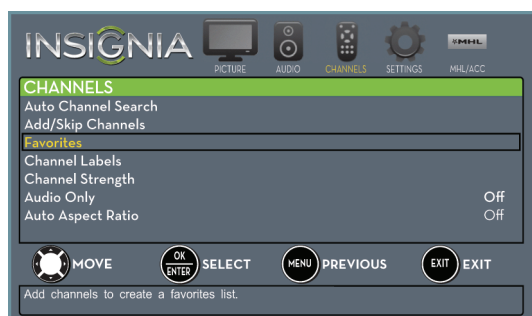 INSIGNIA
PICTURE AUDIO CHANNELS SETTINGS MHL MHL/ACC
CHANNELS
Auto Channel Search
Add/Skip Channels
Favorites
Channel Labels
Channel Strength
Audio Only Off
Auto Aspect Ratio Off
MOVE OK ENTER SELECT MENU PREVIOUS EXIT EXIT
Add channels to create a favorites list.